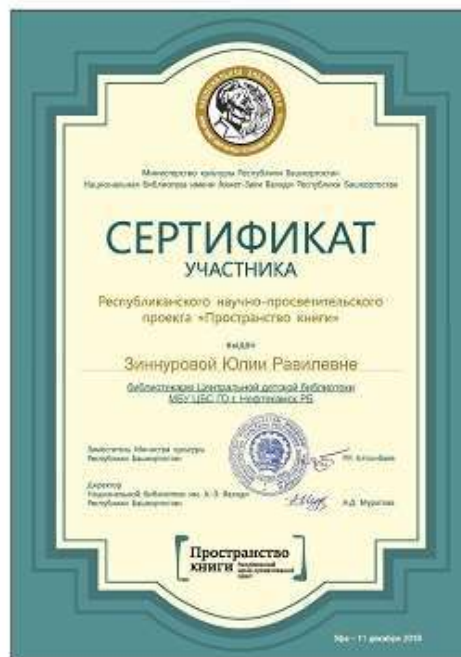 НАЦИОНАЛЬНАЯ БИБЛИОТЕКА
Министерство культуры Республики Башкортостан
Национальная библиотека имени Ахмет-Заки Валиди Республики Башкортостан
СЕРТИФИКАТ
УЧАСТНИКА
Республиканского научно-просветительского
проекта «Пространство книги»
выдан
Зиннуровой Юлии Равилевне
библиотекарю Центральной детской библиотеки
МБУ ЦБС ГО г. Нефтекамск РБ
Заместитель Министра культуры
Республики Башкортостан
Директор
Национальной библиотеки им. А.-З. Валиди
Республики Башкортостан
А.Д. Муратова
Пространство
книги
Уфа – 11 декабря 2018